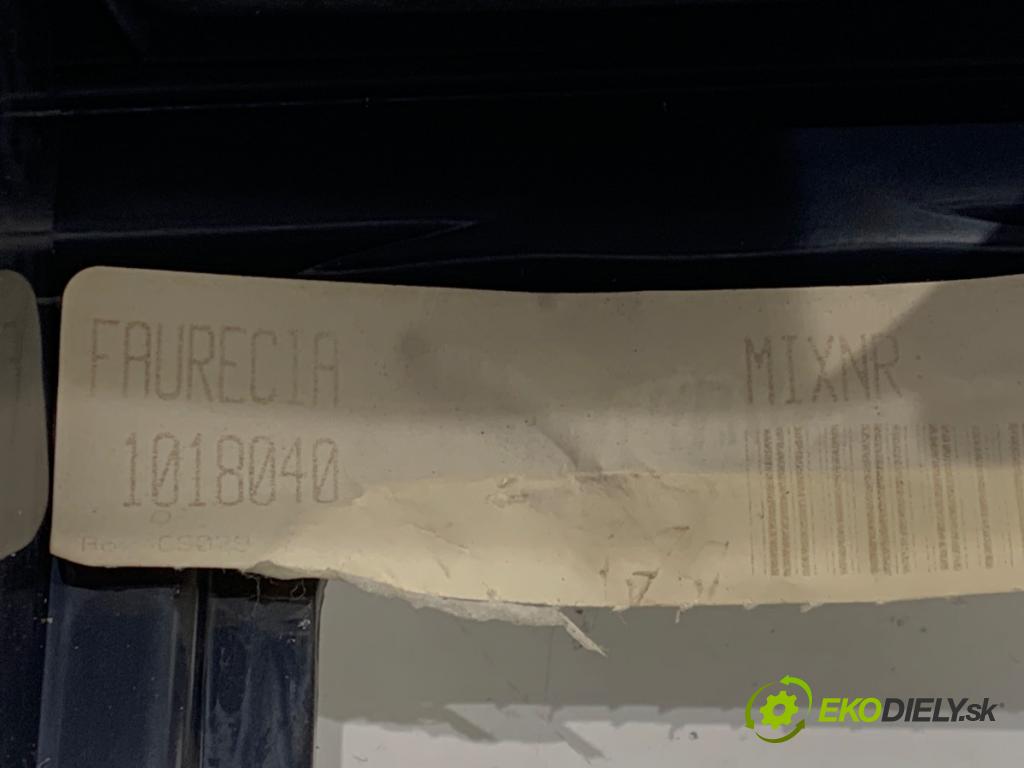 FAURECIA
MIXNR
1018040
EKODIELY.sk